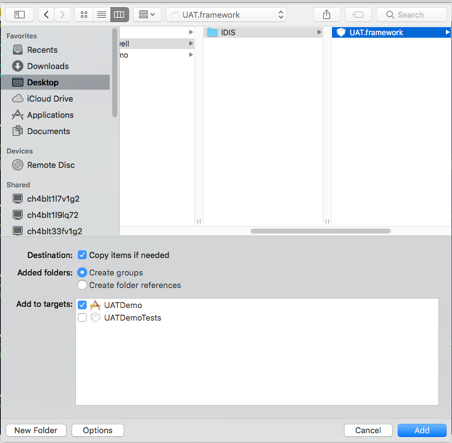 UAT.framework
Search
Favorites
Recents
Downloads
Desktop
iCloud Drive
Applications
Documents
Devices
Remote Disc
Shared
ch4blt1l7v1g2
ch4blt1l9lq72
ch4blt33fv1g2
ell
mo
IDIS
UAT.framework
Destination: Copy items if needed
Added folders: Create groups
Create folder references
Add to targets: UATDemo
UATDemoTests
New Folder Options Cancel Add